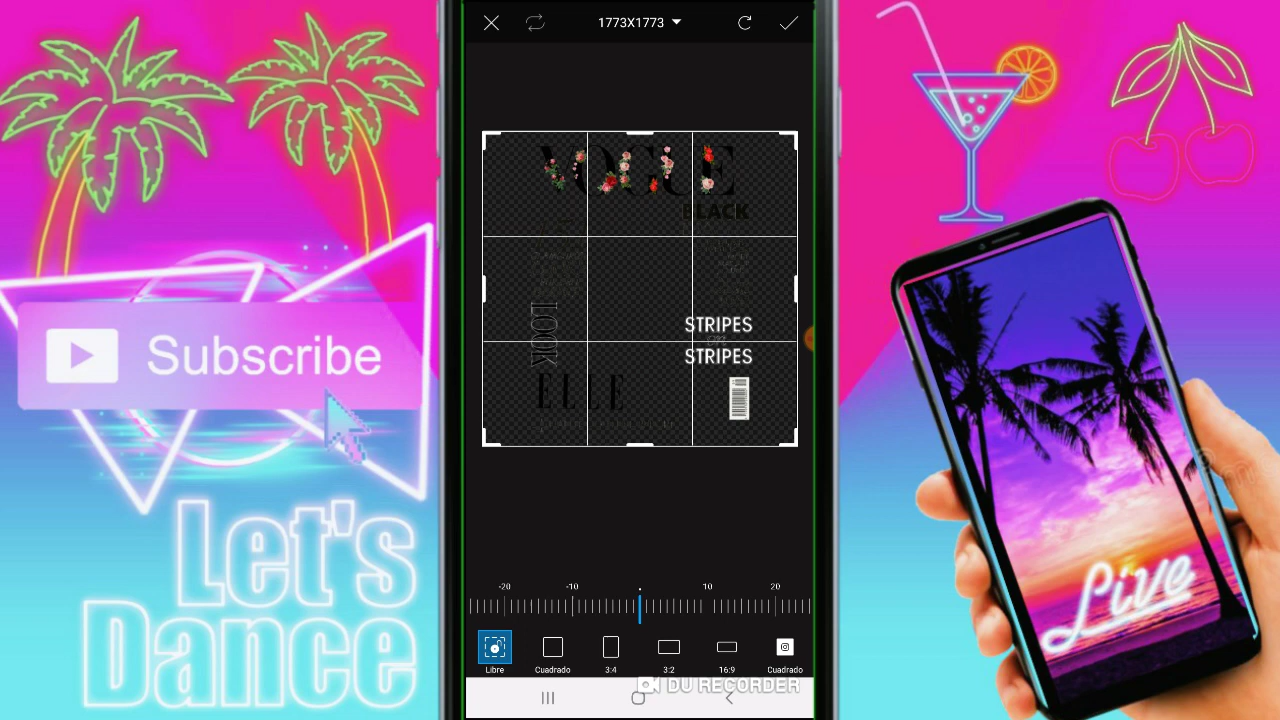 1773X1773
VOGUE
BLACK
LOOK
STRIPES
STRIPES
ELLE
Subscribe
Let's
Dance
Live
-20
-10
10
20
Libre
Cuadrado
3:4
3:2
16:9
Cuadrado
DU RECORDER